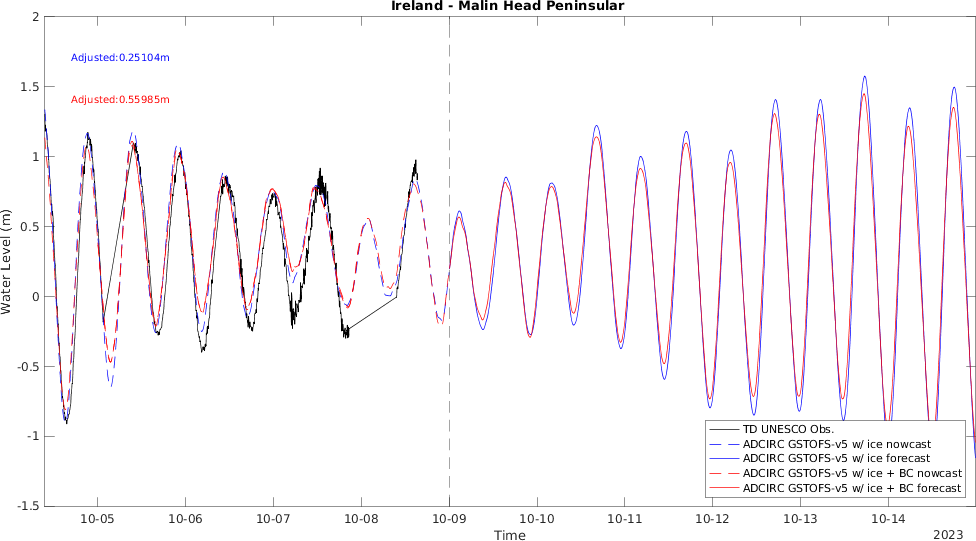 Ireland - Malin Head Peninsular
2
1.5
1
0.5
0
-0.5
-1
-1.5
Water Level (m)
Adjusted:0.25104m
Adjusted:0.55985m
TD UNESCO Obs.
ADCIRC GSTOFS-v5 w/ ice nowcast
ADCIRC GSTOFS-v5 w/ ice forecast
ADCIRC GSTOFS-v5 w/ ice + BC nowcast
ADCIRC GSTOFS-v5 w/ ice + BC forecast
10-05 10-06 10-07 10-08 10-09 10-10 10-11 10-12 10-13 10-14
Time
2023